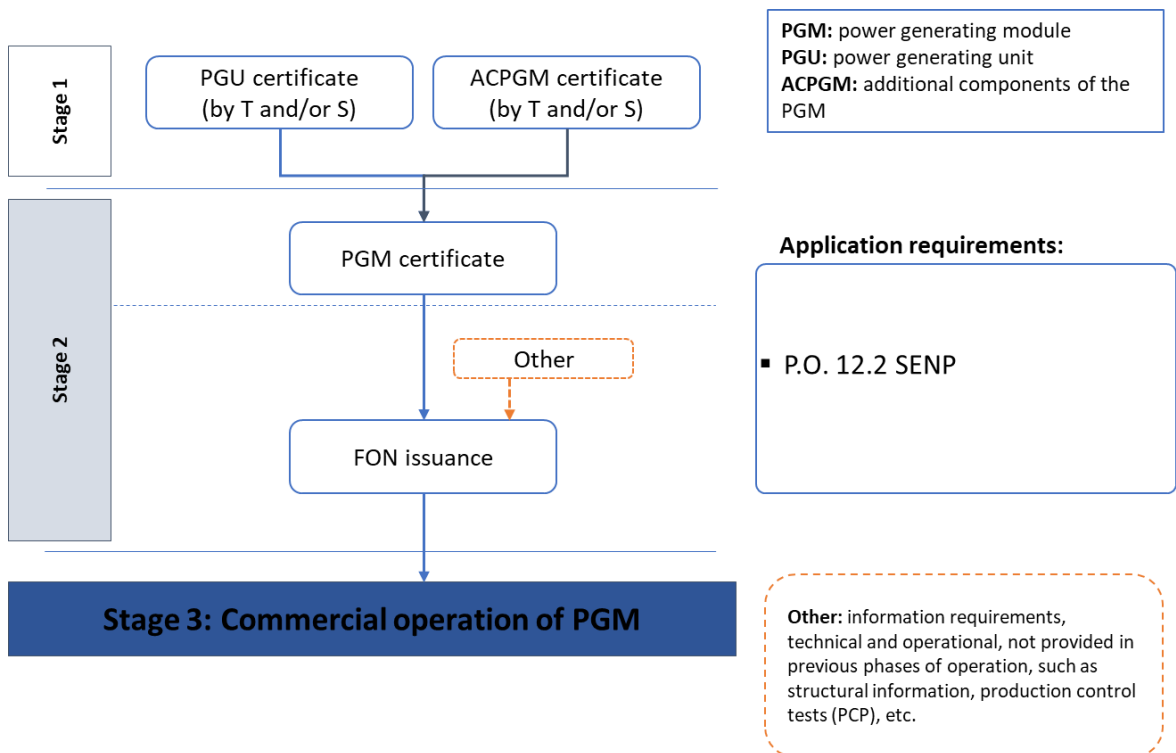 PGM: power generating module
PGU: power generating unit
ACPGM: additional components of the
PGM
Stage 1
PGU certificate
(by T and/or S)
ACPGM certificate
(by T and/or S)
Stage 2
PGM certificate
Application requirements:
▪ P.O. 12.2 SENP
Other
FON issuance
Stage 3: Commercial operation of PGM
Other: information requirements,
technical and operational, not provided in
previous phases of operation, such as
structural information, production control
tests (PCP), etc.